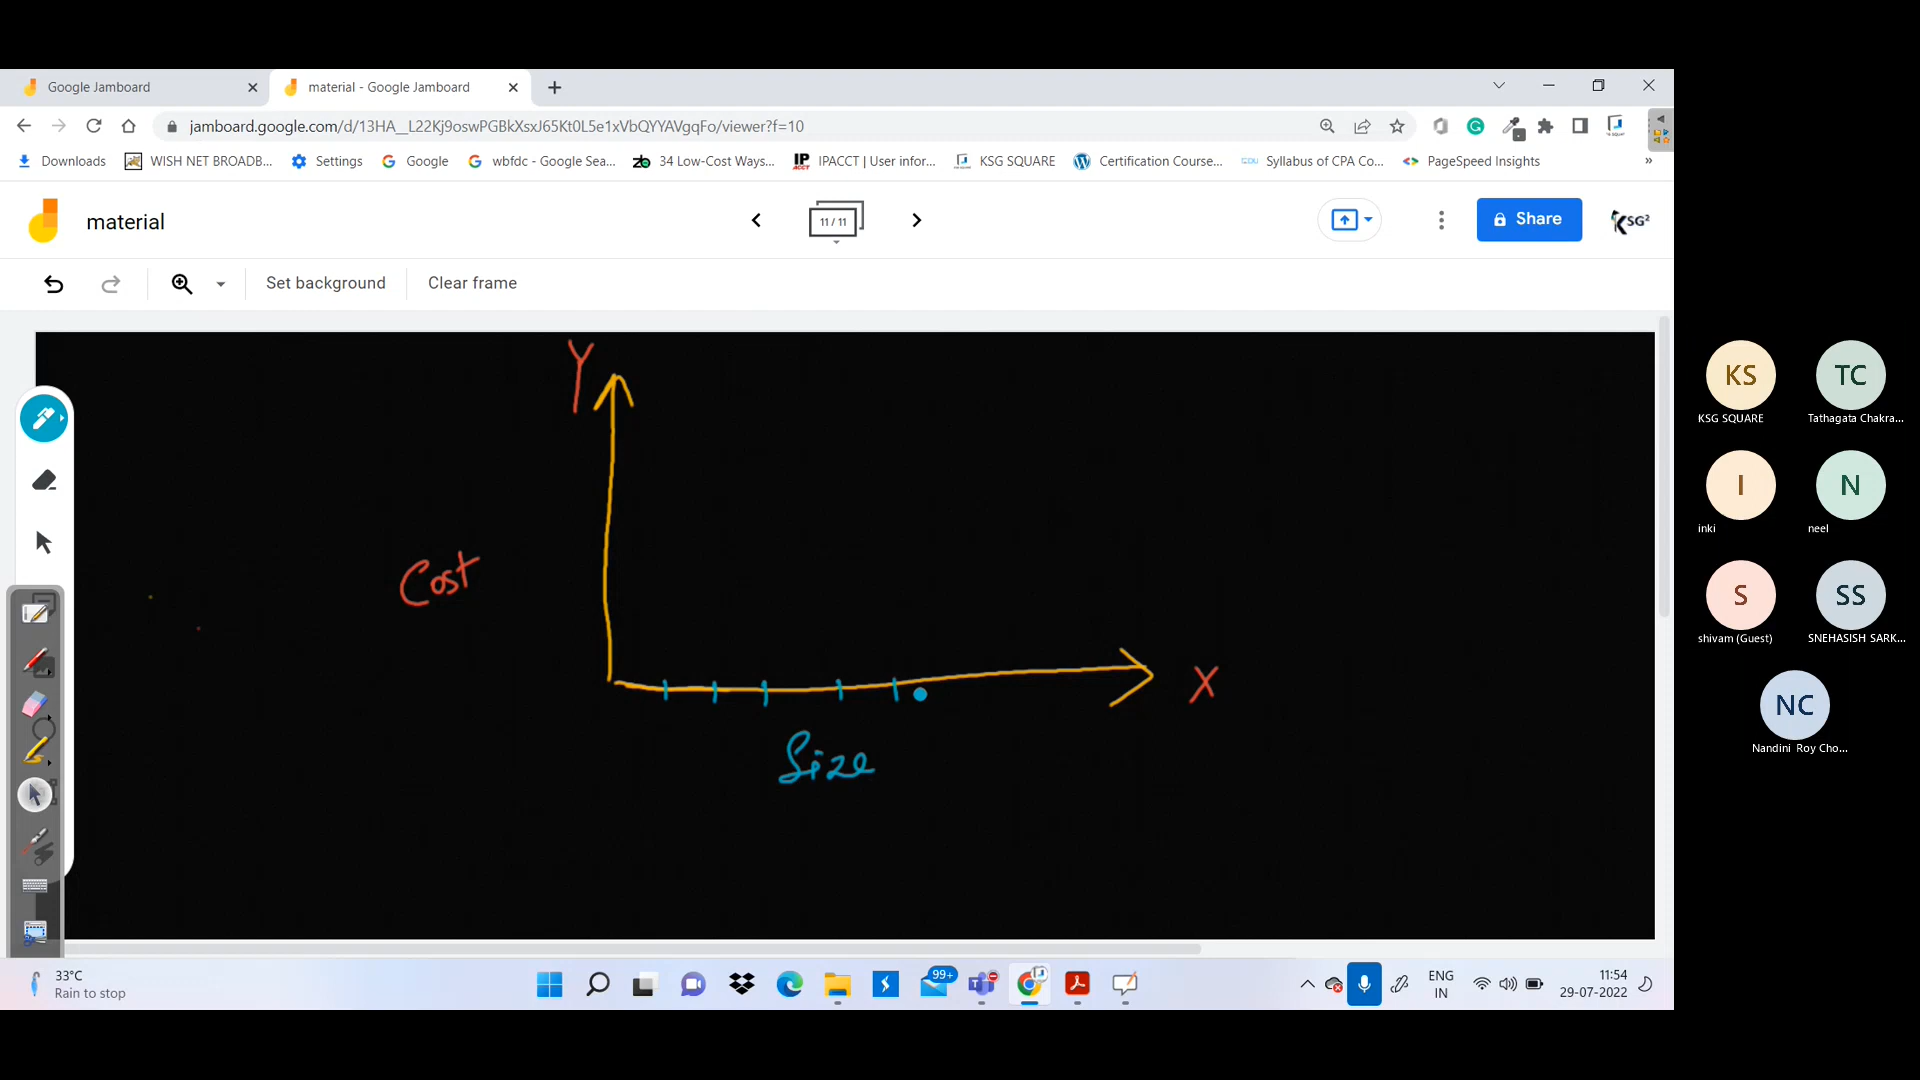 Google Jamboard
material - Google Jamboard
jamboard.google.com/d/13HA__L22Kj9oswPGBkXsxJ65Kt0L5e1xVbQYYAVgqFo/viewer?f=10
Downloads WISH NET BROADB... Settings Google wbfdc - Google Sea... 34 Low-Cost Ways... IPACCT | User infor... KSG SQUARE Certification Course... Syllabus of CPA Co... PageSpeed Insights »
material
11 / 11
Share
KSG²
Set background
Clear frame
Y
Cost
X
Size
KS
KSG SQUARE
TC
Tathagata Chakra...
I
inki
N
neel
S
shivam (Guest)
SS
SNEHASISH SARK...
NC
Nandini Roy Cho...
33°C
Rain to stop
99+
ENG
IN
11:54
29-07-2022